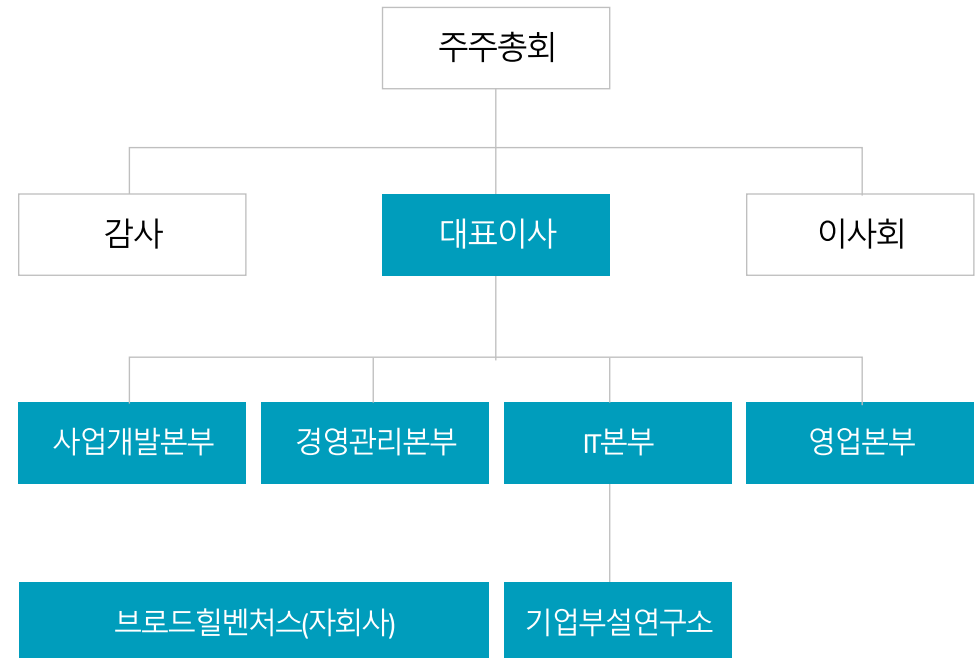 주주총회
감사
대표이사
이사회
사업개발본부
경영관리본부
IT본부
영업본부
브로드힐벤처스(자회사)
기업부설연구소